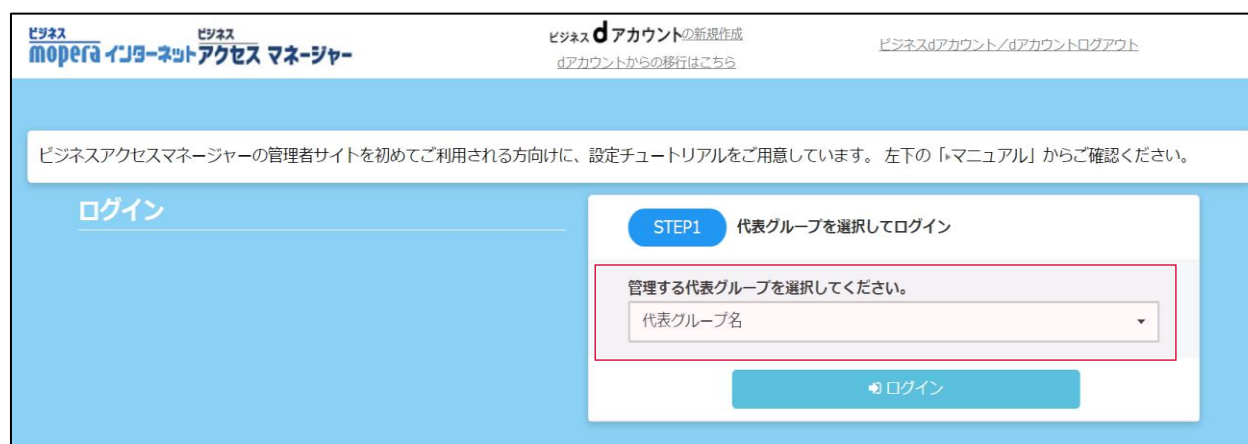 ビジネス ビジネス
mopera インターネット アクセス マネージャー
ビジネス d アカウントの新規作成
dアカウントからの移行はこちら
ビジネスdアカウント/dアカウントログアウト
ビジネスアクセスマネージャーの管理者サイトを初めてご利用される方向けに、設定チュートリアルをご用意しています。 左下の「▶マニュアル」からご確認ください。
ログイン
STEP1 代表グループを選択してログイン
管理する代表グループを選択してください。
代表グループ名
ログイン